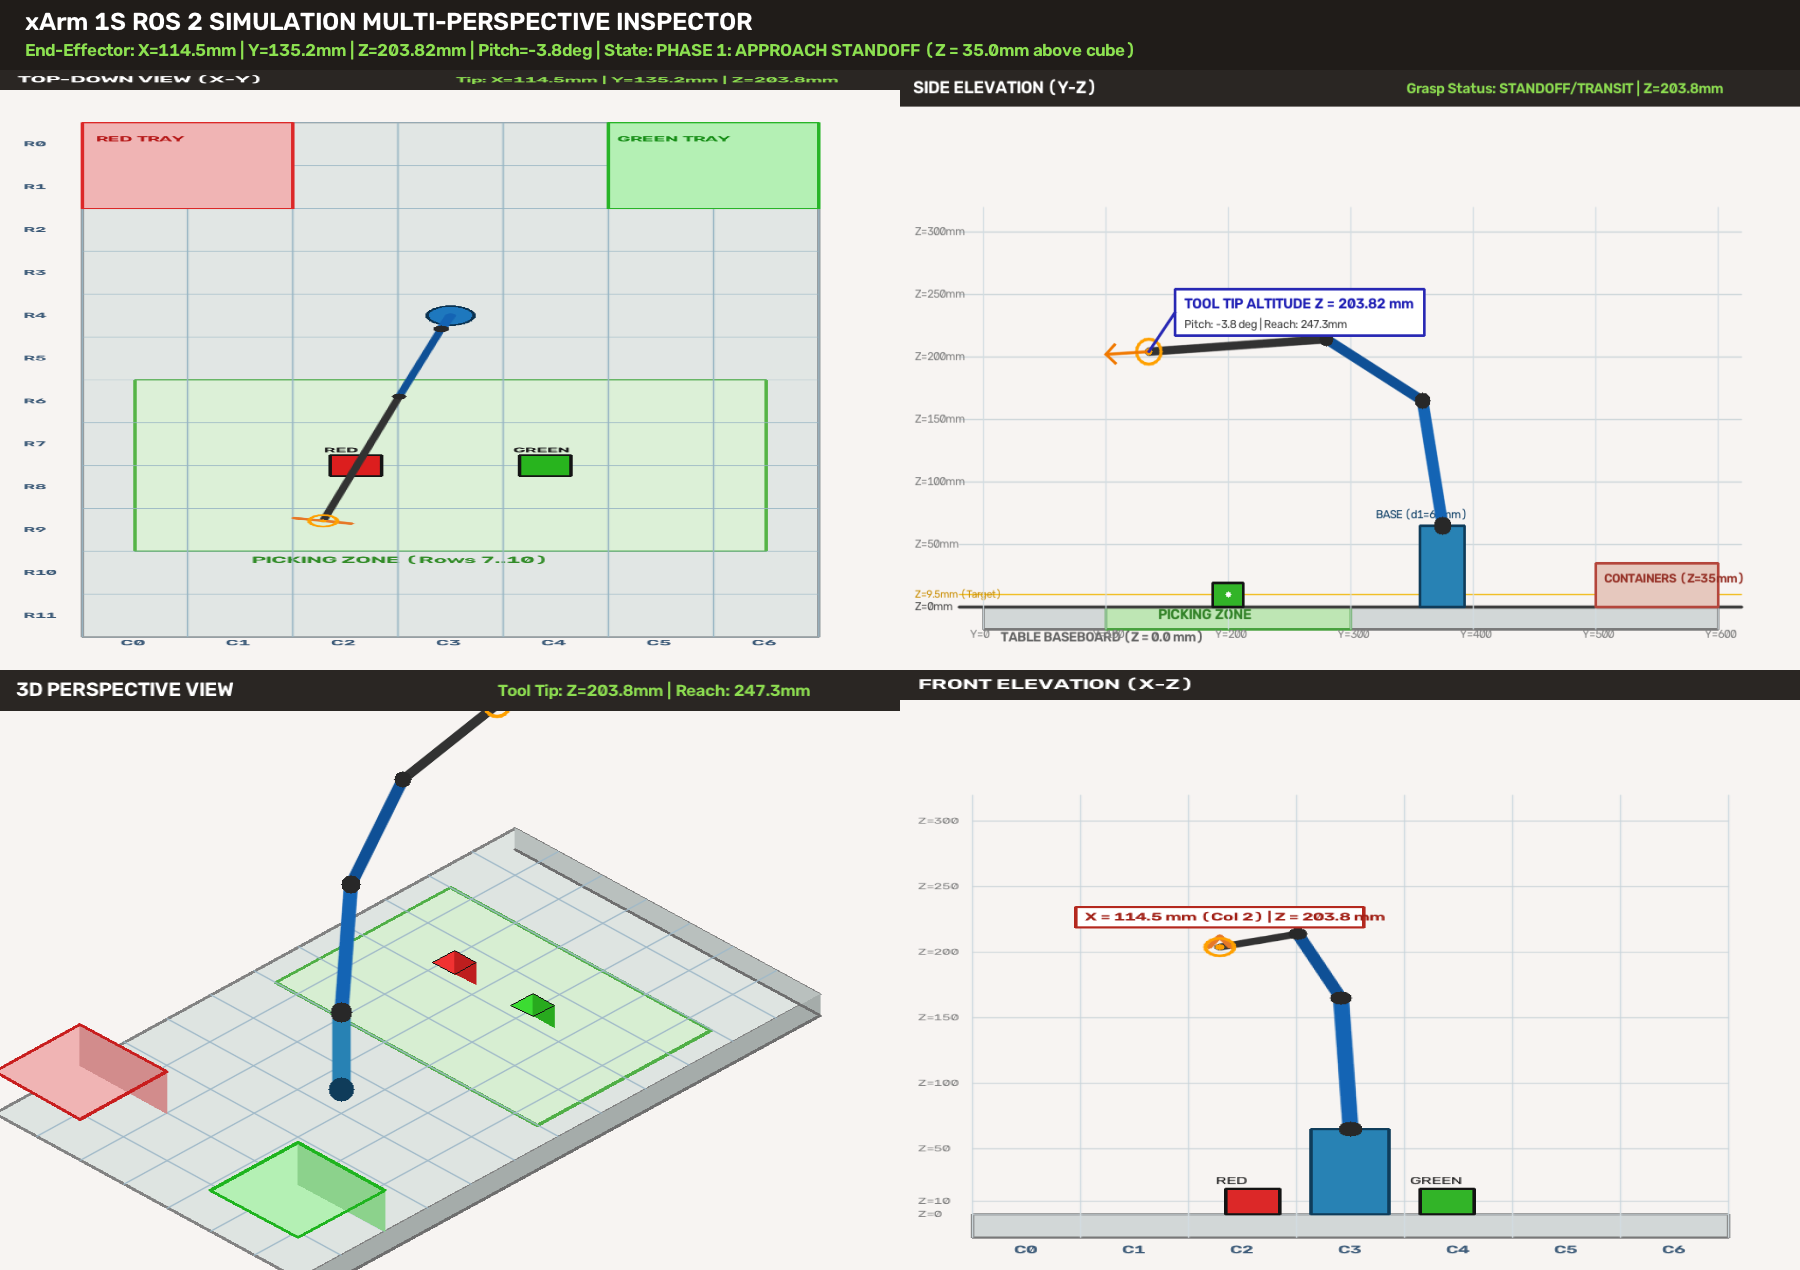 xArm 1S ROS 2 SIMULATION MULTI-PERSPECTIVE INSPECTOR
End-Effector: X=114.5mm | Y=135.2mm | Z=203.82mm | Pitch=-3.8deg | State: PHASE 1: APPROACH STANDOFF (Z = 35.0mm above cube)
TOP-DOWN VIEW (X-Y)
Tip: X=114.5mm | Y=135.2mm | Z=203.8mm
RED TRAY
GREEN TRAY
R0
R1
R2
R3
R4
R5
R6
R7
R8
R9
R10
R11
RED
GREEN
PICKING ZONE (Rows 7..10)
C0
C1
C2
C3
C4
C5
C6
SIDE ELEVATION (Y-Z)
Grasp Status: STANDOFF/TRANSIT | Z=203.8mm
Z=300mm
Z=250mm
Z=200mm
Z=150mm
Z=100mm
Z=50mm
Z=9.5mm (Target)
Z=0mm
TOOL TIP ALTITUDE Z = 203.82 mm
Pitch: -3.8 deg | Reach: 247.3mm
BASE (d1=6 mm)
CONTAINERS (Z=35mm)
PICKING ZONE
TABLE BASEBOARD (Z = 0.0 mm)
Y=0
Y=200
Y=300
Y=400
Y=500
Y=600
3D PERSPECTIVE VIEW
Tool Tip: Z=203.8mm | Reach: 247.3mm
FRONT ELEVATION (X-Z)
Z=300
Z=250
Z=200
Z=150
Z=100
Z=50
Z=10
Z=0
X = 114.5 mm (Col 2) | Z = 203.8 mm
RED
GREEN
C0
C1
C2
C3
C4
C5
C6